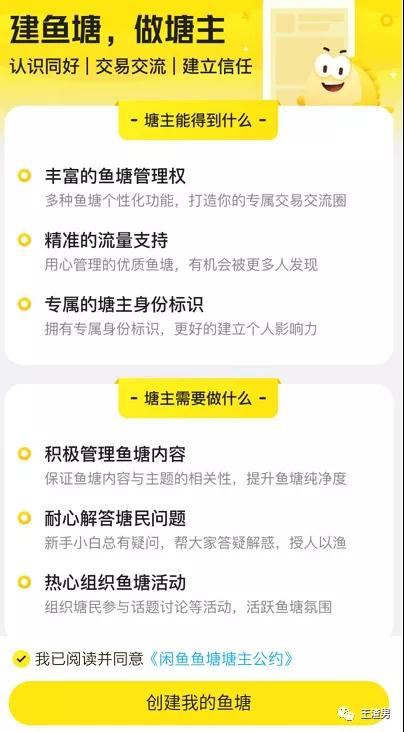 建鱼塘，做塘主
认识同好 | 交易交流 | 建立信任
- 塘主能得到什么 -
丰富的鱼塘管理权
多种鱼塘个性化功能，打造你的专属交易交流圈
精准的流量支持
用心管理的优质鱼塘，有机会被更多人发现
专属的塘主身份标识
拥有专属身份标识，更好的建立个人影响力
- 塘主需要做什么 -
积极管理鱼塘内容
保证鱼塘内容与主题的相关性，提升鱼塘纯净度
耐心解答塘民问题
新手小白总有疑问，帮大家答疑解惑，授人以渔
热心组织鱼塘活动
组织塘民参与话题讨论等活动，活跃鱼塘氛围
我已阅读并同意《闲鱼鱼塘塘主公约》
创建我的鱼塘
王渣男